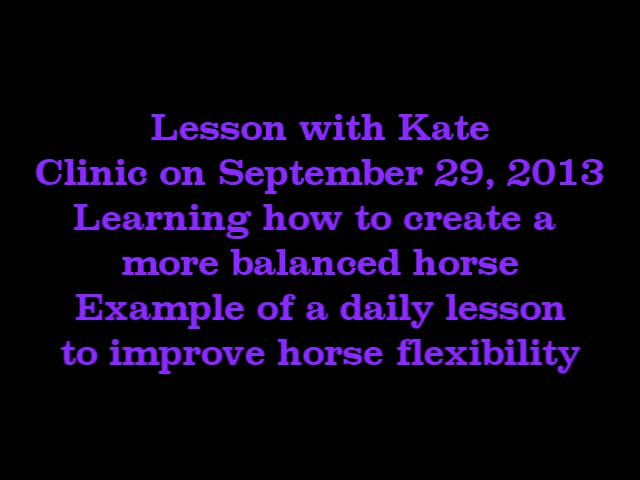 Lesson with Kate
Clinic on September 29, 2013
Learning how to create a
more balanced horse
Example of a daily lesson
to improve horse flexibility